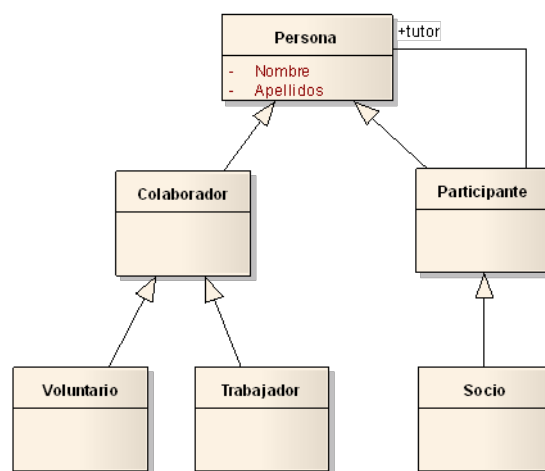 Persona
+tutor
- Nombre
- Apellidos
Colaborador
Participante
Voluntario
Trabajador
Socio